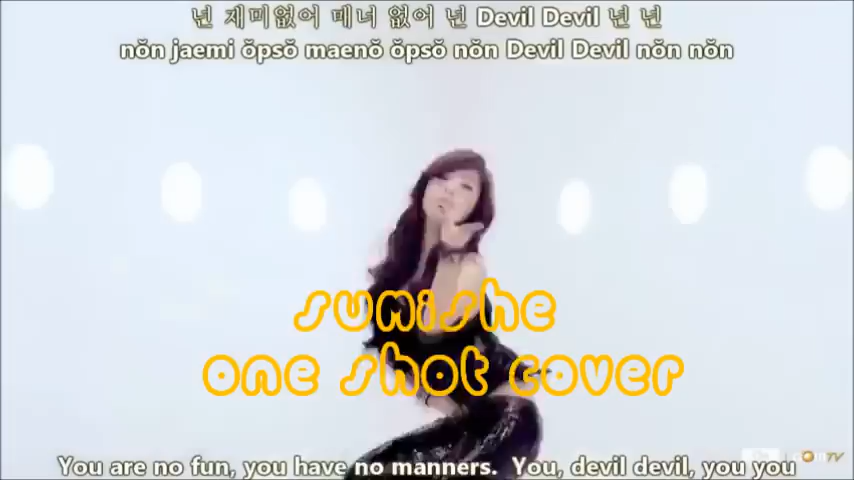 넌 재미없어 매너 없어 넌 Devil Devil 넌 넌
nŏn jaemi ŏpsŏ maenŏ ŏpsŏ nŏn Devil Devil nŏn nŏn
sunishe
one shot cover
You are no fun, you have no manners. You, devil devil, you you